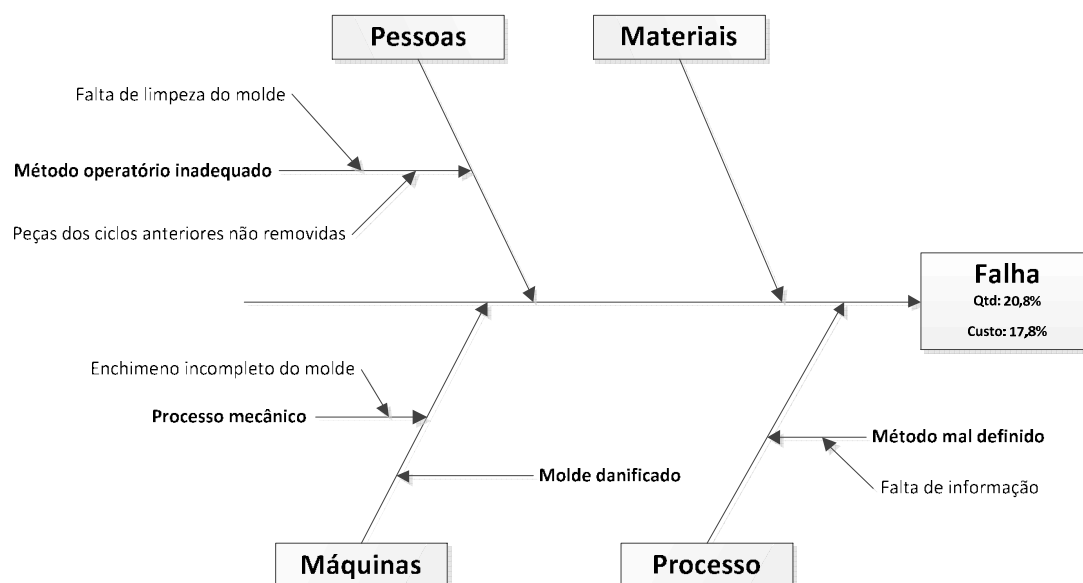 Pessoas
Materiais
Falta de limpeza do molde
Método operatório inadequado
Peças dos ciclos anteriores não removidas
Falha
Qtd: 20,8%
Custo: 17,8%
Enchimeno incompleto do molde
Processo mecânico
Método mal definido
Molde danificado
Falta de informação
Máquinas
Processo